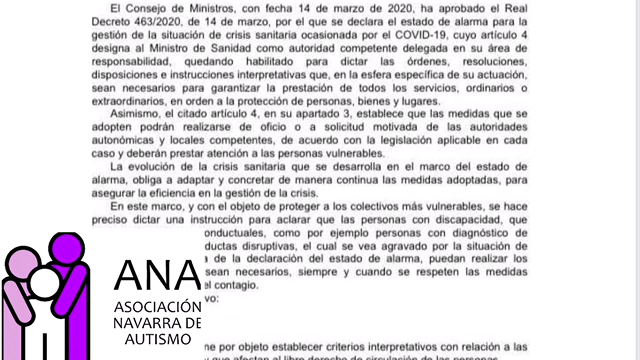 El Consejo de Ministros, con fecha 14 de marzo de 2020, ha aprobado el Real
Decreto 463/2020, de 14 de marzo, por el que se declara el estado de alarma para la
gestión de la situación de crisis sanitaria ocasionada por el COVID-19, cuyo artículo 4
designa al Ministro de Sanidad como autoridad competente delegada en su área de
responsabilidad, quedando habilitado para dictar las órdenes, resoluciones,
disposiciones e instrucciones interpretativas que, en la esfera específica de su actuación,
sean necesarios para garantizar la prestación de todos los servicios, ordinarios o
extraordinarios, en orden a la protección de personas, bienes y lugares.
Asimismo, el citado artículo 4, en su apartado 3, establece que las medidas que se
adopten podrán realizarse de oficio o a solicitud motivada de las autoridades
autonómicas y locales competentes, de acuerdo con la legislación aplicable en cada
caso y deberán prestar atención a las personas vulnerables.
La evolución de la crisis sanitaria que se desarrolla en el marco del estado de
alarma, obliga a adaptar y concretar de manera continua las medidas adoptadas, para
asegurar la eficiencia en la gestión de la crisis.
En este marco, y con el objeto de proteger a los colectivos más vulnerables, se hace
preciso dictar una instrucción para aclarar que las personas con discapacidad, que
conductuales, como por ejemplo personas con diagnóstico de
ductas disruptivas, el cual se vea agravado por la situación de
a de la declaración del estado de alarma, puedan realizar los
sean necesarios, siempre y cuando se respeten las medidas
el contagio.
vo:
ANA
ASOCIACIÓN
NAVARRA DE
AUTISMO
ne por objeto establecer criterios interpretativos con relación a las
y que afectan al libre derecho de circulación de las personas